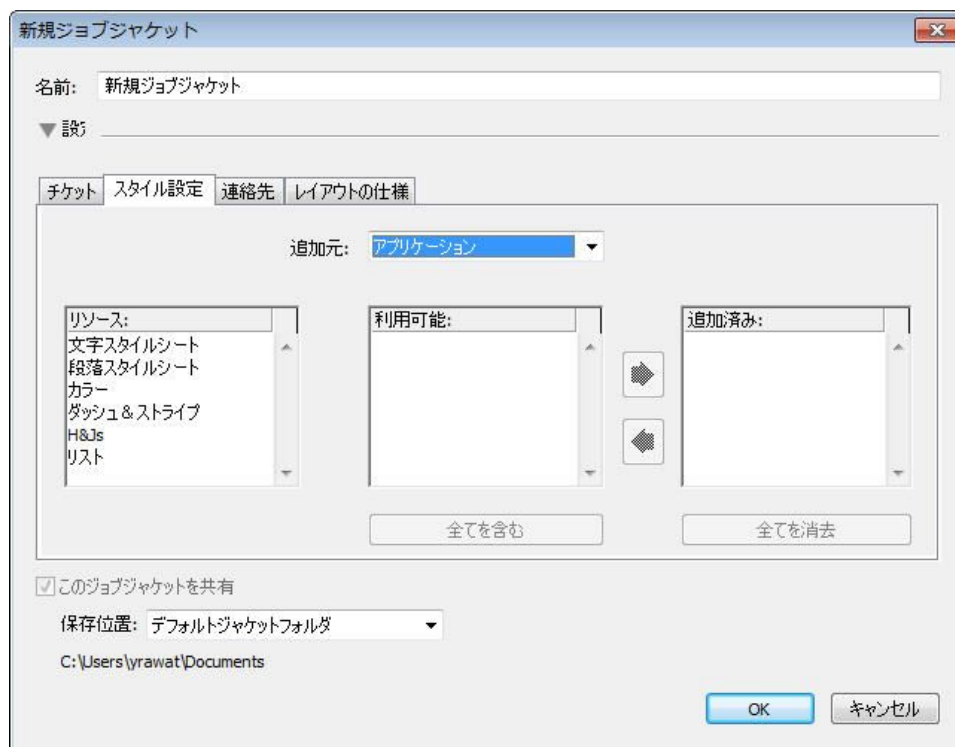 新規ジョブジャケット
名前: 新規ジョブジャケット
設定
チケット スタイル設定 連絡先 レイアウトの仕様
追加元: アプリケーション
リソース: 利用可能: 追加済み:
文字スタイルシート
段落スタイルシート
カラー
ダッシュ&ストライプ
H&Js
リスト
全てを含む 全てを消去
このジョブジャケットを共有
保存位置: デフォルトジャケットフォルダ
C:\Users\yrawat\Documents
OK キャンセル